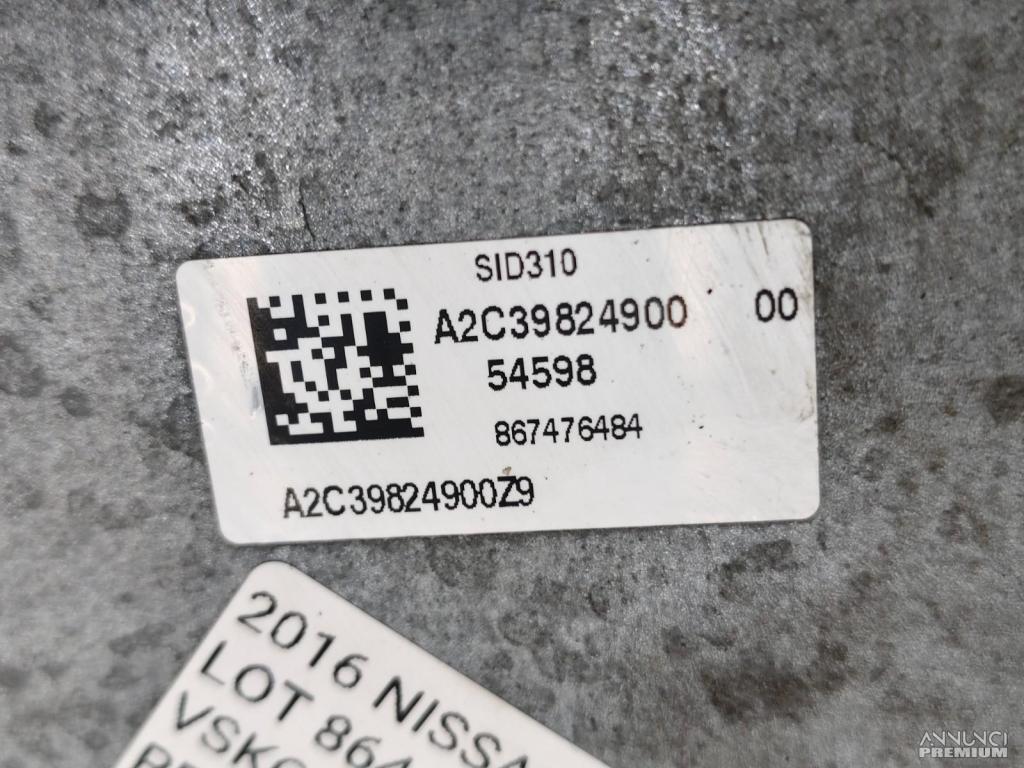 SID310
A2C39824900 00
54598
867476484
A2C39824900Z9
2016 NISSA
LOT 864
VSK
ANNUNCI
PREMIUM